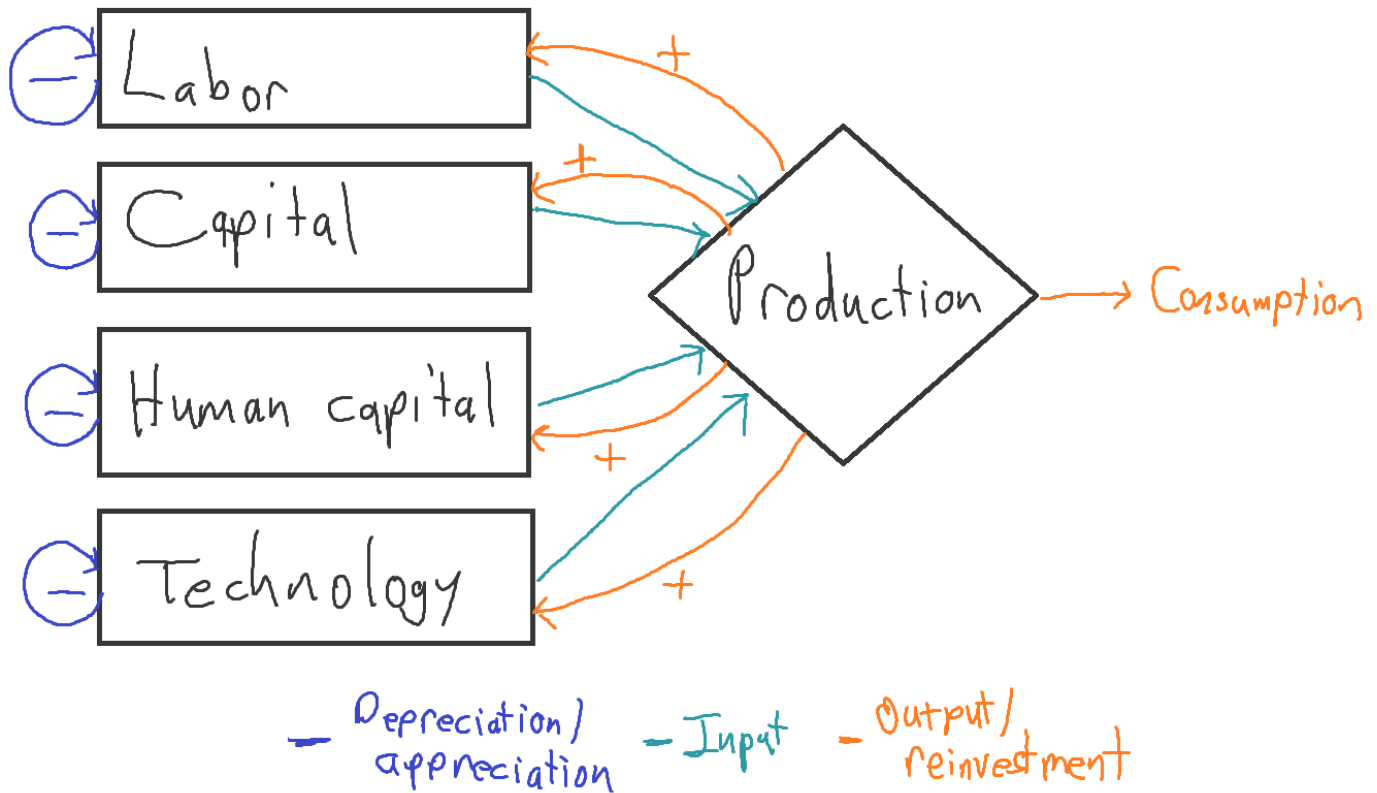 Labor
+
Capital
+
Production
Consumption
Human capital
+
Technology
+
Depreciation/
appreciation
Input
Output/
reinvestment